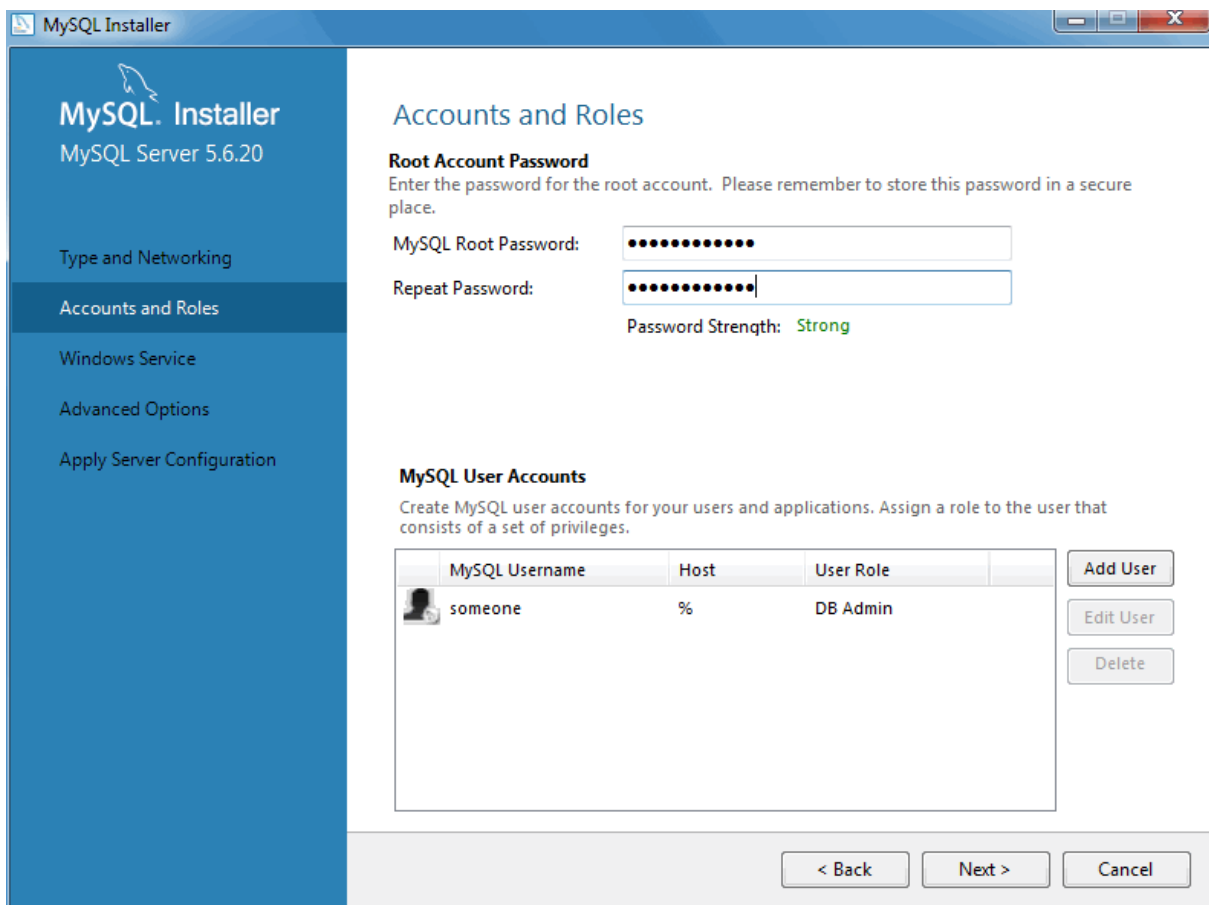 MySQL Installer
MySQL. Installer
MySQL Server 5.6.20
Type and Networking
Accounts and Roles
Windows Service
Advanced Options
Apply Server Configuration
Accounts and Roles
Root Account Password
Enter the password for the root account.  Please remember to store this password in a secure
place.
MySQL Root Password: ●●●●●●●●●●●●
Repeat Password: ●●●●●●●●●●●●
Password Strength: Strong
MySQL User Accounts
Create MySQL user accounts for your users and applications. Assign a role to the user that
consists of a set of privileges.
MySQL Username Host User Role
someone % DB Admin
Add User
Edit User
Delete
< Back Next > Cancel